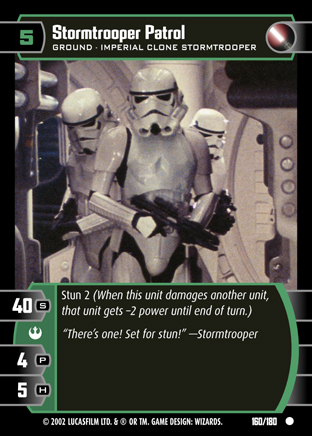 5
Stormtrooper Patrol
GROUND · IMPERIAL CLONE STORMTROOPER
40 S
Stun 2 (When this unit damages another unit,
that unit gets –2 power until end of turn.)
“There’s one! Set for stun!” —Stormtrooper
4 P
5 H
© 2002 LUCASFILM LTD. & ® OR TM. GAME DESIGN: WIZARDS.
160/180